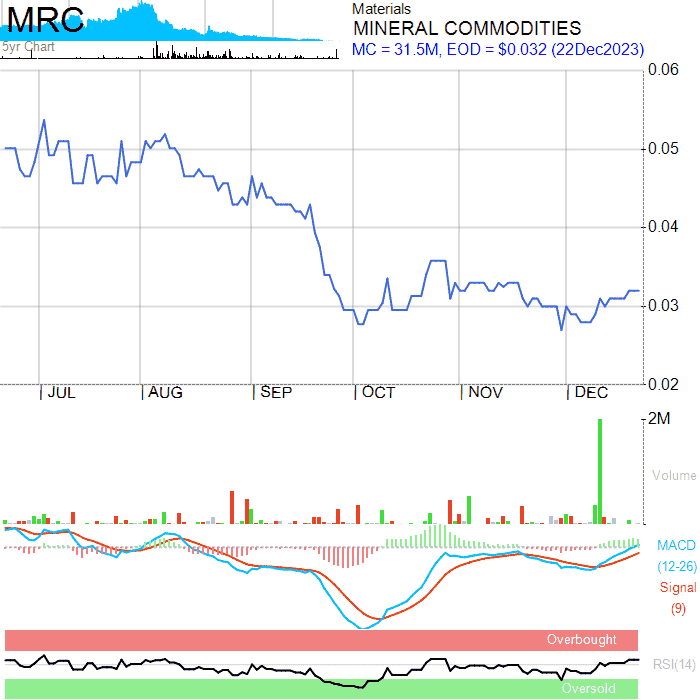 MRC
Materials
MINERAL COMMODITIES
5yr Chart
MC = 31.5M, EOD = $0.032 (22Dec2023)
0.06
0.05
0.04
0.03
0.02
JUL
AUG
SEP
OCT
NOV
DEC
2M
Volume
MACD
(12-26)
Signal
(9)
Overbought
RSI(14)
Oversold